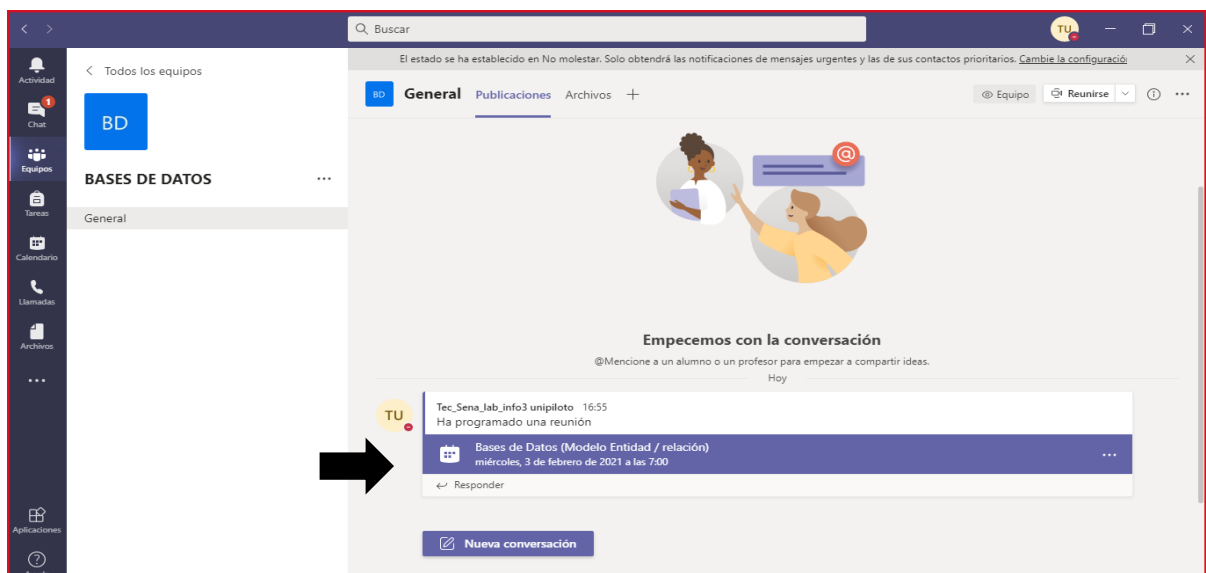 Buscar
TU
El estado se ha establecido en No molestar. Solo obtendrá las notificaciones de mensajes urgentes y las de sus contactos prioritarios. Cambie la configuració
Actividad
1
Chat
Equipos
Tareas
Calendario
Llamadas
Archivos
Aplicaciones
Todos los equipos
BD
BASES DE DATOS
General
BD General Publicaciones Archivos
Equipo Reunirse
@
Empecemos con la conversación
@Mencione a un alumno o un profesor para empezar a compartir ideas.
Hoy
TU
Tec_Sena_lab_info3 unipiloto 16:55
Ha programado una reunión
Bases de Datos (Modelo Entidad / relación)
miércoles, 3 de febrero de 2021 a las 7:00
Responder
Nueva conversación